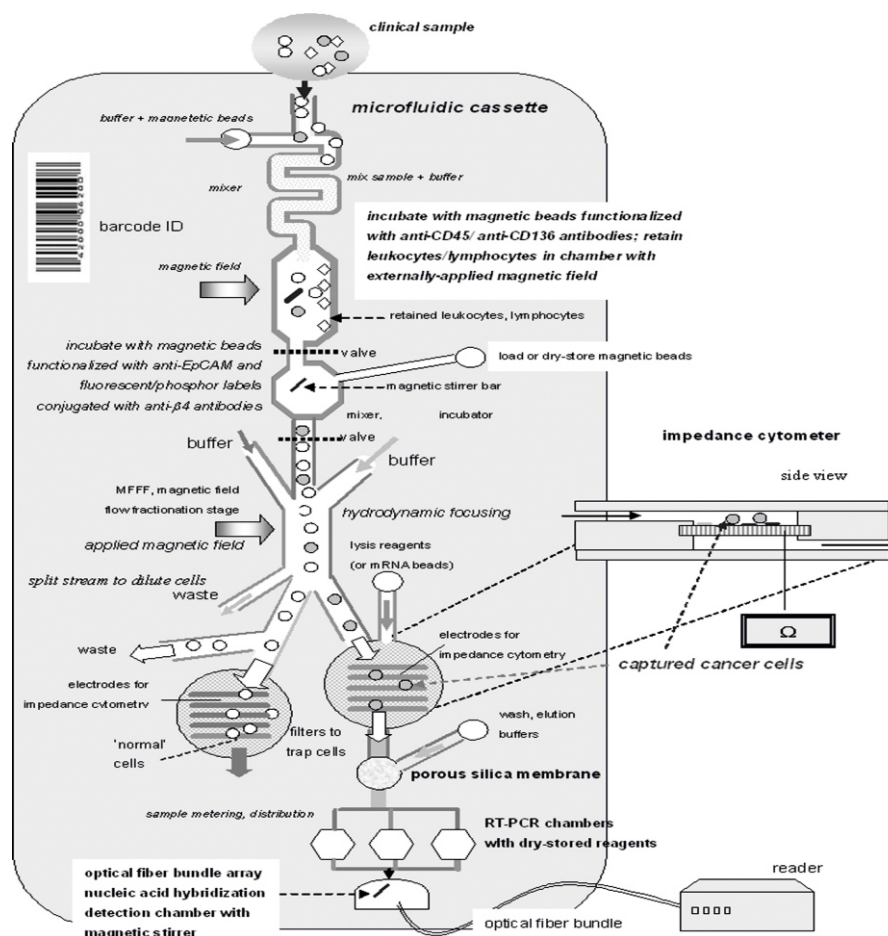 clinical sample
microfluidic cassette
buffer + magnetetic beads
mixer
mix sample + buffer
barcode ID
incubate with magnetic beads functionalized
with anti-CD45/ anti-CD136 antibodies; retain
leukocytes/lymphocytes in chamber with
externally-applied magnetic field
magnetic field
retained leukocytes, lymphocytes
incubate with magnetic beads
functionalized with anti-EpCAM and
fluorescent/phosphor labels
conjugated with anti-β4 antibodies
valve
load or dry-store magnetic beads
magnetic stirrer bar
mixer,
incubator
valve
buffer
buffer
impedance cytometer
side view
MFFF, magnetic field
flow fractionation stage
hydrodynamic focusing
applied magnetic field
lysis reagents
(or mRNA beads)
split stream to dilute cells
waste
waste
Ω
electrodes for
impedance cytometry
captured cancer cells
electrodes for
impedance cytometry
'normal'
cells
filters to
trap cells
wash, elution
buffers
porous silica membrane
sample metering, distribution
RT-PCR chambers
with dry-stored reagents
optical fiber bundle array
nucleic acid hybridization
detection chamber with
magnetic stirrer
optical fiber bundle
reader